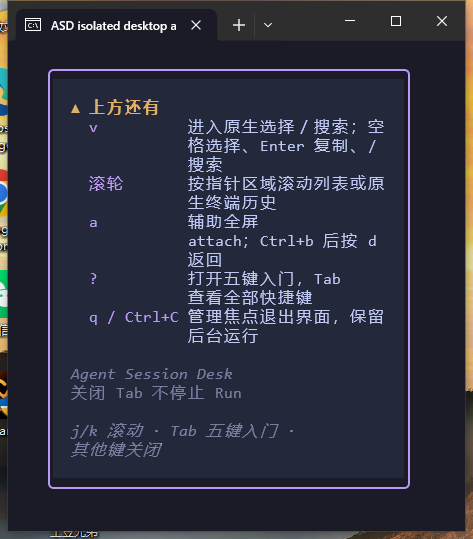 ASD isolated desktop a
▲ 上方还有
v 进入原生选择 / 搜索; 空
格选择、Enter 复制、/
搜索
滚轮 按指针区域滚动列表或原
生终端历史
a 辅助全屏
attach; Ctrl+b 后按 d
返回
? 打开五键入门, Tab
查看全部快捷键
q / Ctrl+C 管理焦点退出界面, 保留
后台运行
Agent Session Desk
关闭 Tab 不停止 Run
j/k 滚动 · Tab 五键入门 ·
其他键关闭